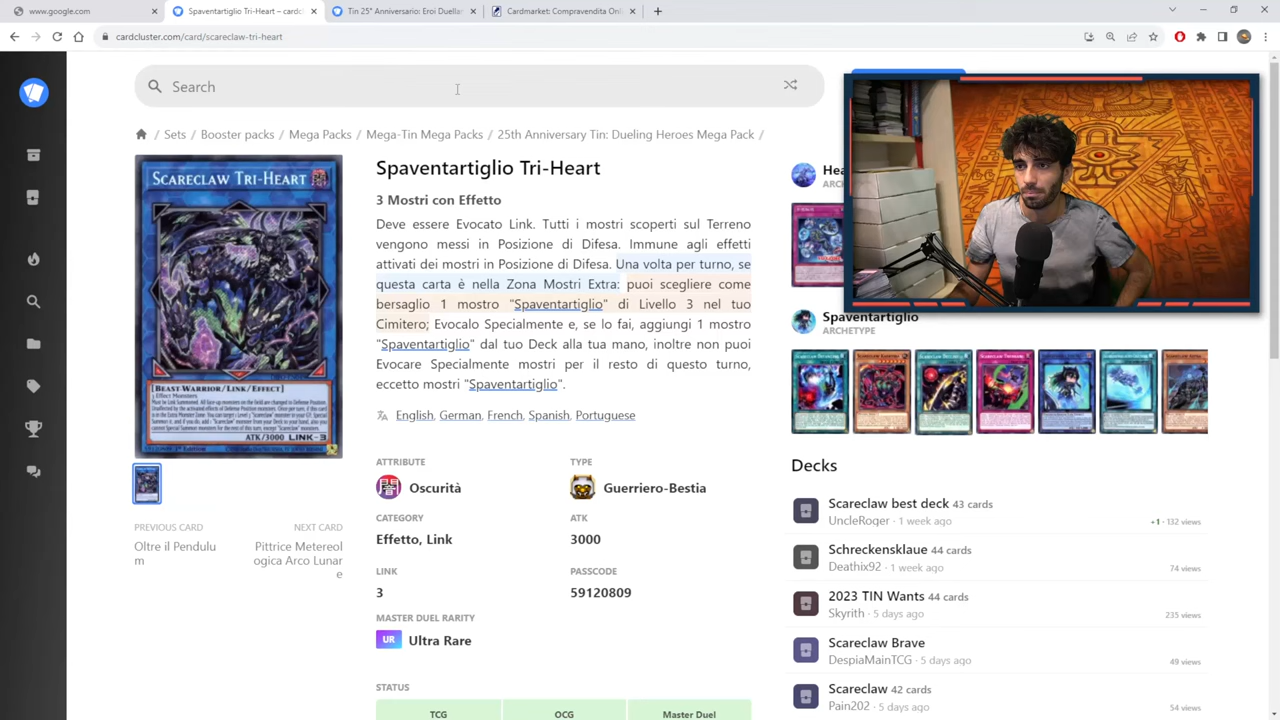 www.google.com
Spaventartiglio Tri-Heart – cardcl
Tin 25° Anniversario: Eroi Duellan
Cardmarket: Compravendita Onl
cardcluster.com/card/scareclaw-tri-heart
Search
/ Sets / Booster packs / Mega Packs / Mega-Tin Mega Packs / 25th Anniversary Tin: Dueling Heroes Mega Pack /
SCARECLAW TRI-HEART
[BEAST-WARRIOR/LINK/EFFECT]
ATK/3000 LINK-3
PREVIOUS CARD
Oltre il Pendulu
m
NEXT CARD
Pittrice Metereol
ogica Arco Lunar
e
Spaventartiglio Tri-Heart
3 Mostri con Effetto
Deve essere Evocato Link. Tutti i mostri scoperti sul Terreno
vengono messi in Posizione di Difesa. Immune agli effetti
attivati dei mostri in Posizione di Difesa. Una volta per turno, se
questa carta è nella Zona Mostri Extra: puoi scegliere come
bersaglio 1 mostro "Spaventartiglio" di Livello 3 nel tuo
Cimitero; Evocalo Specialmente e, se lo fai, aggiungi 1 mostro
"Spaventartiglio" dal tuo Deck alla tua mano, inoltre non puoi
Evocare Specialmente mostri per il resto di questo turno,
eccetto mostri "Spaventartiglio".
English, German, French, Spanish, Portuguese
ATTRIBUTE
Oscurità
TYPE
Guerriero-Bestia
CATEGORY
Effetto, Link
ATK
3000
LINK
3
PASSCODE
59120809
MASTER DUEL RARITY
UR Ultra Rare
STATUS
TCG
OCG
Master Duel
Hea
ARCH
Spaventartiglio
ARCHETYPE
Decks
Scareclaw best deck 43 cards
UncleRoger · 1 week ago
+1 · 132 views
Schreckensklaue 44 cards
Deathix92 · 1 week ago
74 views
2023 TIN Wants 44 cards
Skyrith · 5 days ago
235 views
Scareclaw Brave
DespiaMainTCG · 5 days ago
49 views
Scareclaw 42 cards
Pain202 · 5 days ago
54 views